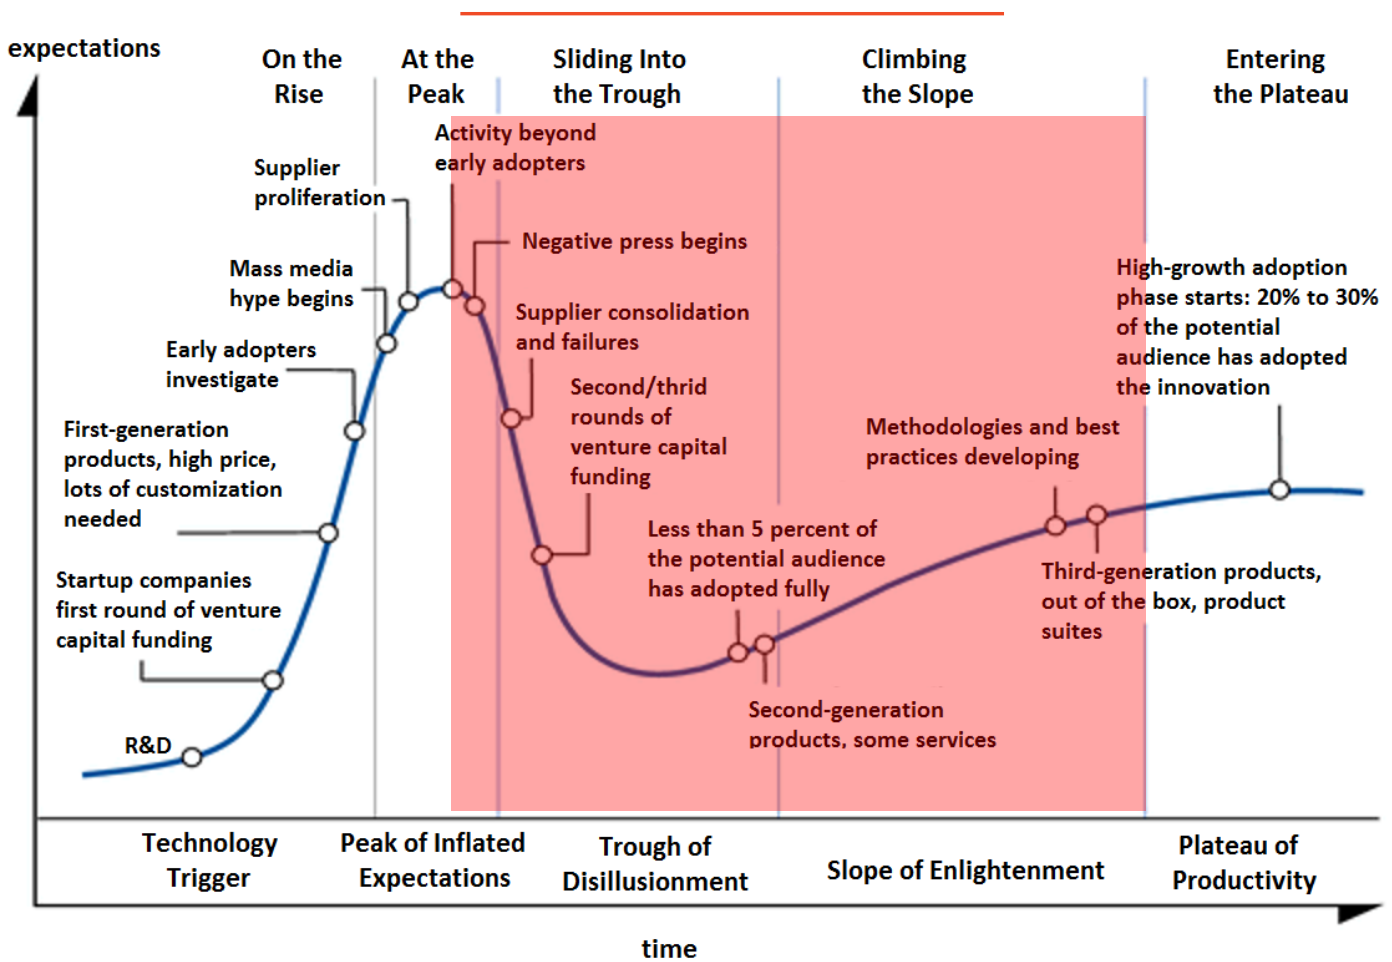 expectations
On the
Rise
At the
Peak
Sliding Into
the Trough
Climbing
the Slope
Entering
the Plateau
Activity beyond
early adopters
Supplier
proliferation
Negative press begins
Mass media
hype begins
Supplier consolidation
and failures
High-growth adoption
phase starts: 20% to 30%
of the potential
audience has adopted
the innovation
Early adopters
investigate
Second/thrid
rounds of
venture capital
funding
First-generation
products, high price,
lots of customization
needed
Methodologies and best
practices developing
Less than 5 percent of
the potential audience
has adopted fully
Startup companies
first round of venture
capital funding
Third-generation products,
out of the box, product
suites
Second-generation
products, some services
R&D
Technology
Trigger
Peak of Inflated
Expectations
Trough of
Disillusionment
Slope of Enlightenment
Plateau of
Productivity
time